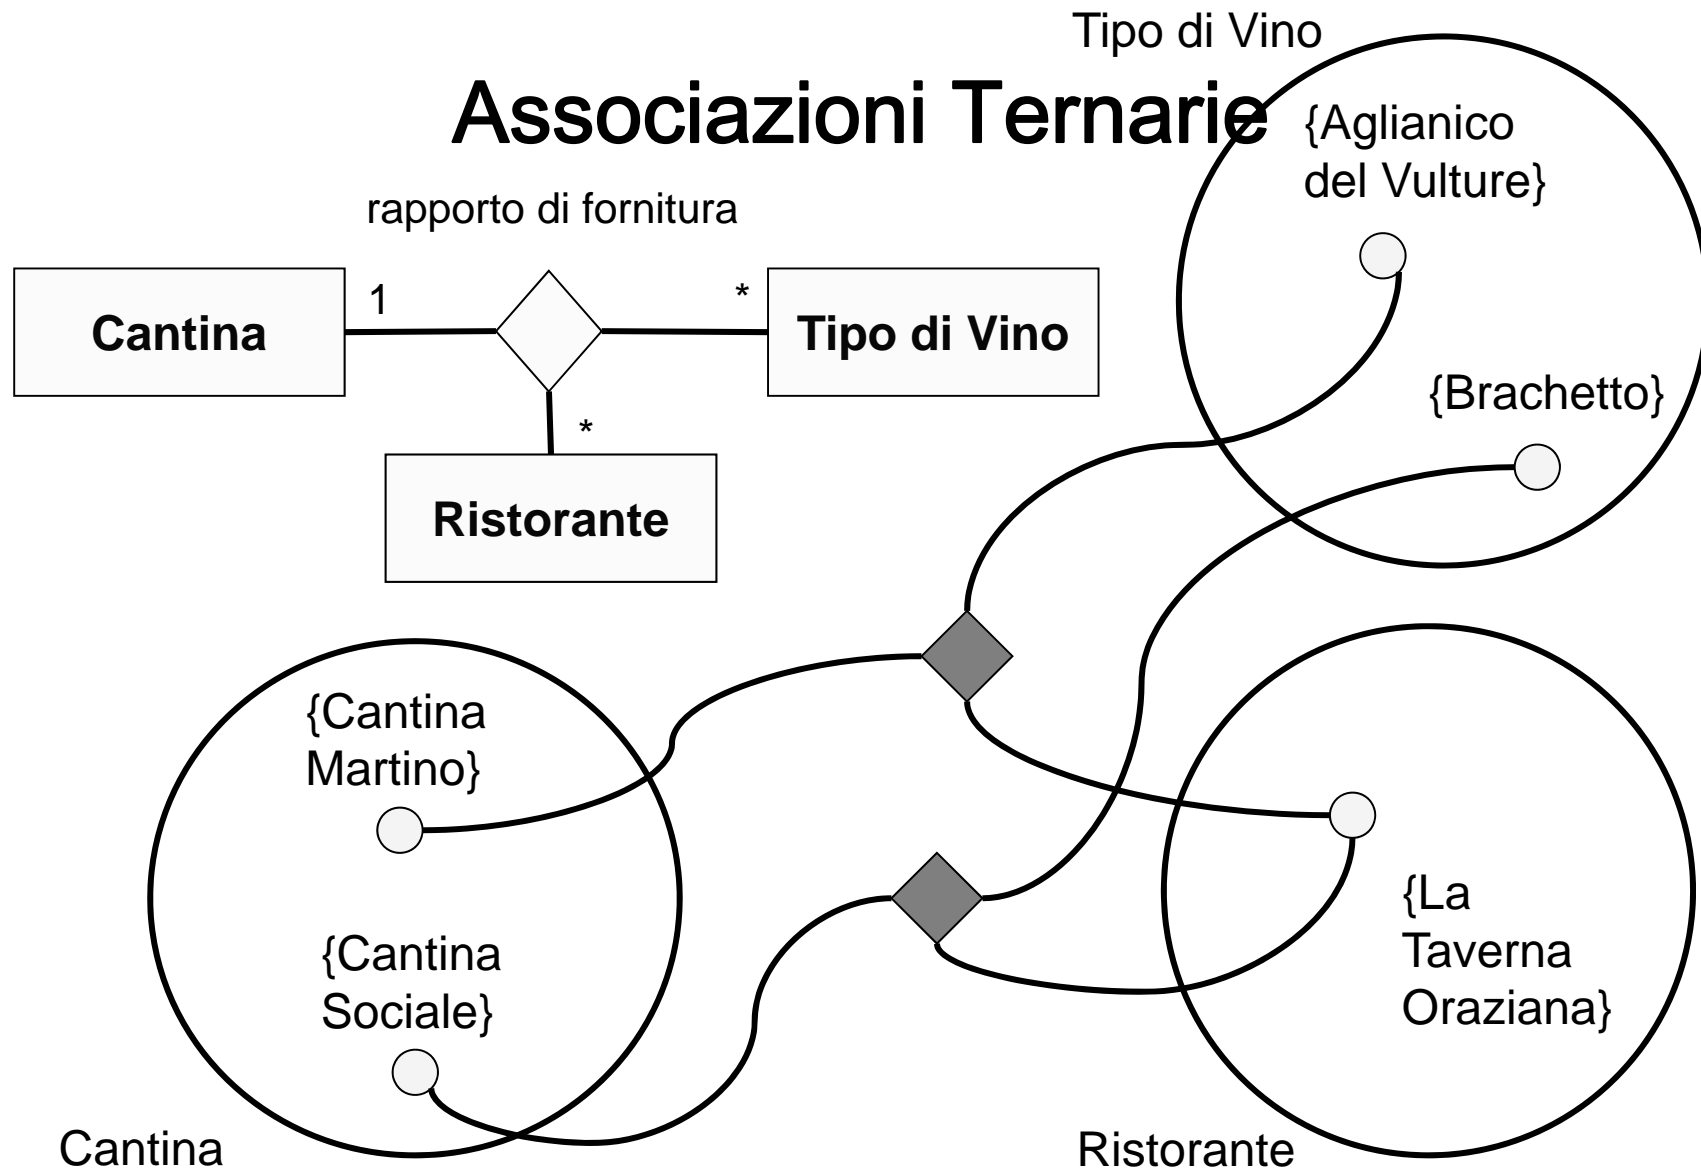 Tipo di Vino
Associazioni Ternarie
{Aglianico
del Vulture}
rapporto di fornitura
1
*
Cantina
Tipo di Vino
{Brachetto}
*
Ristorante
{Cantina
Martino}
{La
Taverna
Oraziana}
{Cantina
Sociale}
Cantina
Ristorante